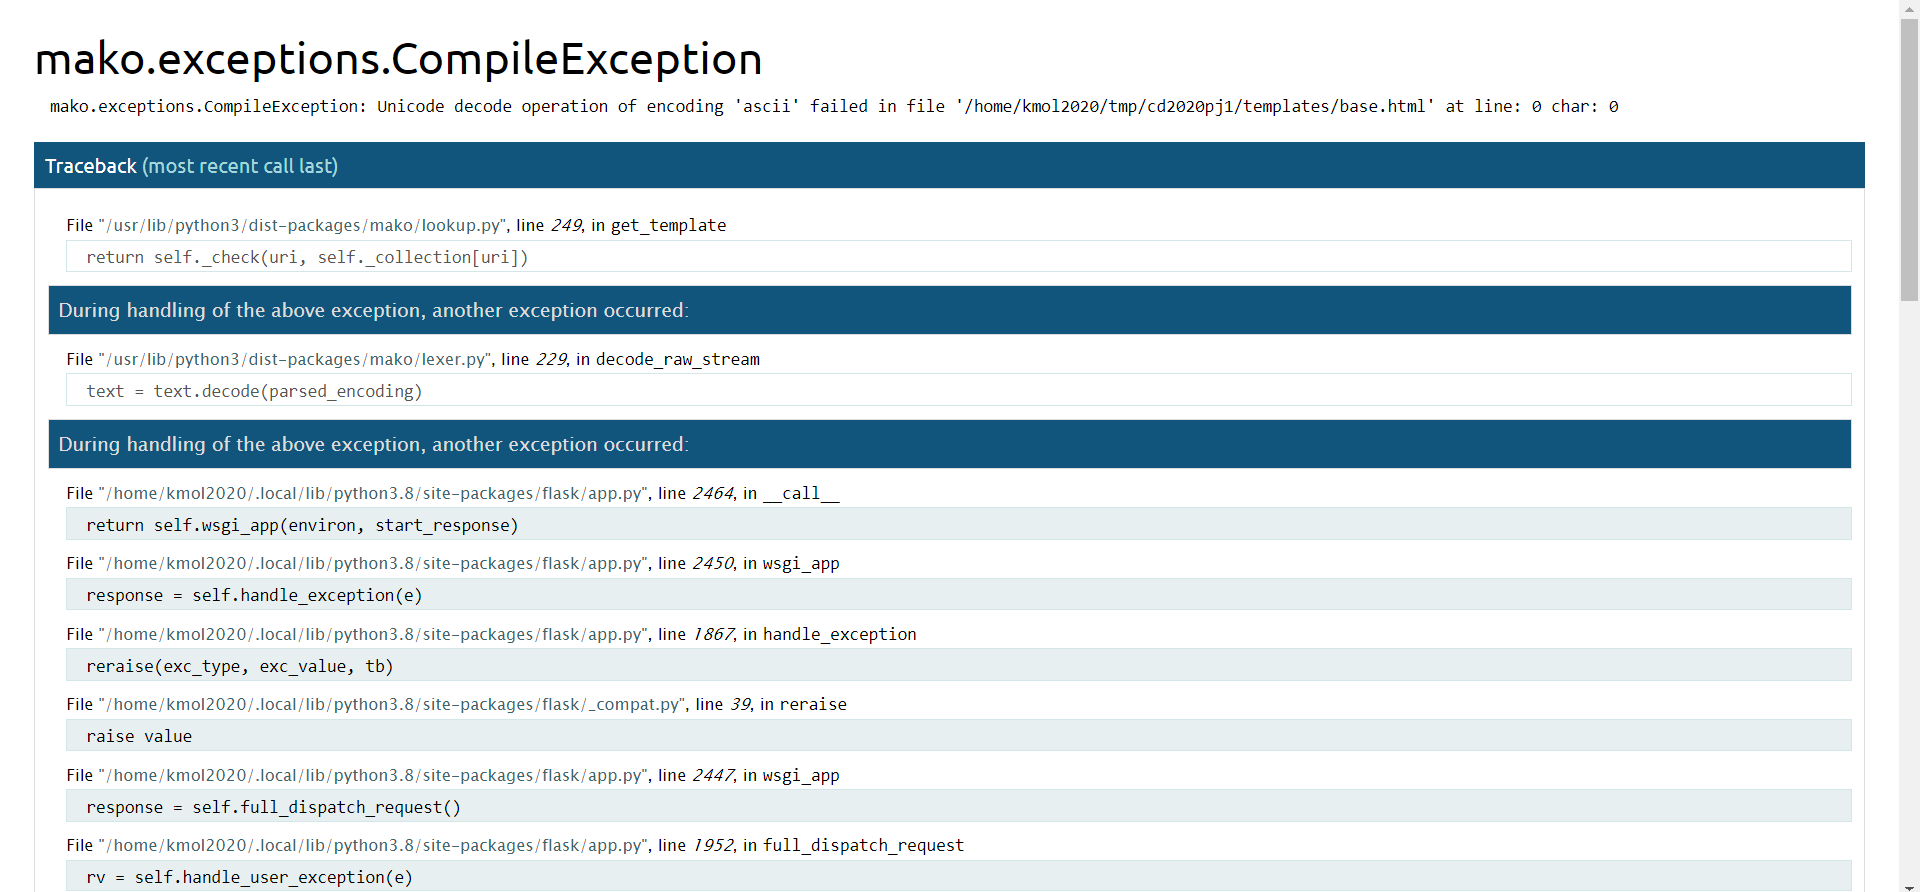 mako.exceptions.CompileException
mako.exceptions.CompileException: Unicode decode operation of encoding 'ascii' failed in file '/home/kmol2020/tmp/cd2020pj1/templates/base.html' at line: 0 char: 0
Traceback (most recent call last)
File "/usr/lib/python3/dist-packages/mako/lookup.py", line 249, in get_template
return self._check(uri, self._collection[uri])
During handling of the above exception, another exception occurred:
File "/usr/lib/python3/dist-packages/mako/lexer.py", line 229, in decode_raw_stream
text = text.decode(parsed_encoding)
During handling of the above exception, another exception occurred:
File "/home/kmol2020/.local/lib/python3.8/site-packages/flask/app.py", line 2464, in __call__
return self.wsgi_app(environ, start_response)
File "/home/kmol2020/.local/lib/python3.8/site-packages/flask/app.py", line 2450, in wsgi_app
response = self.handle_exception(e)
File "/home/kmol2020/.local/lib/python3.8/site-packages/flask/app.py", line 1867, in handle_exception
reraise(exc_type, exc_value, tb)
File "/home/kmol2020/.local/lib/python3.8/site-packages/flask/_compat.py", line 39, in reraise
raise value
File "/home/kmol2020/.local/lib/python3.8/site-packages/flask/app.py", line 2447, in wsgi_app
response = self.full_dispatch_request()
File "/home/kmol2020/.local/lib/python3.8/site-packages/flask/app.py", line 1952, in full_dispatch_request
rv = self.handle_user_exception(e)